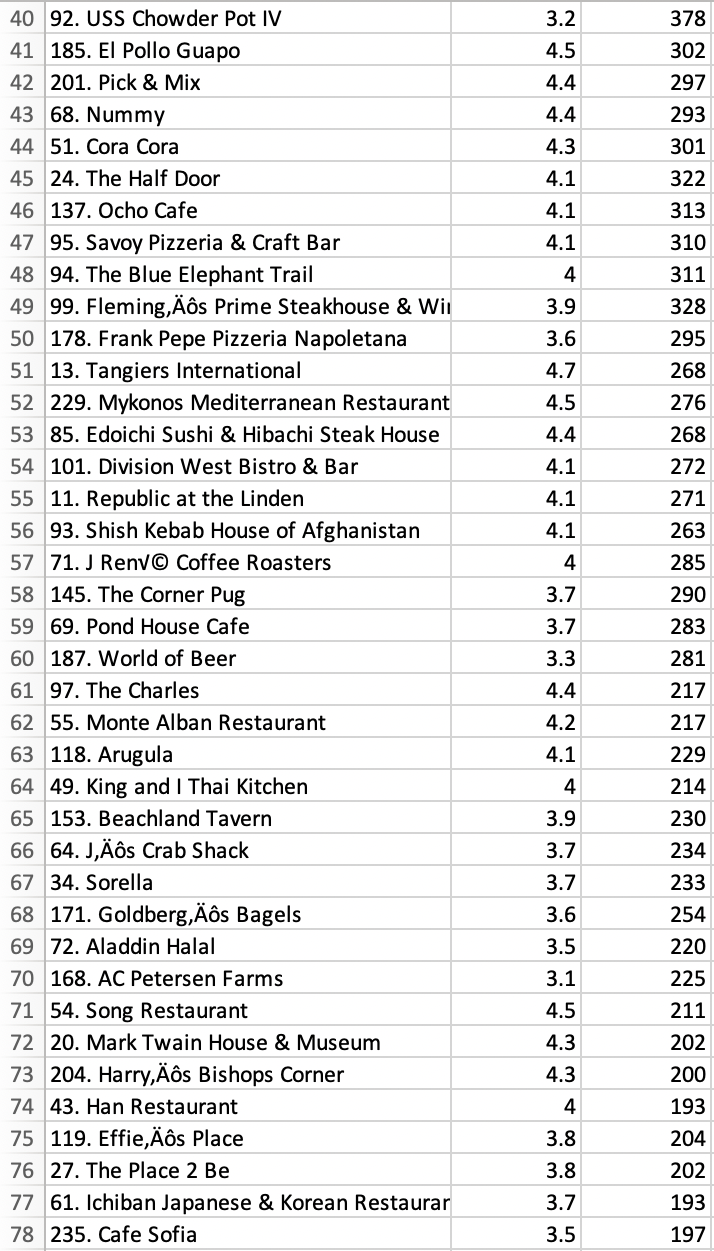 40 92. USS Chowder Pot IV 3.2 378
41 185. El Pollo Guapo 4.5 302
42 201. Pick & Mix 4.4 297
43 68. Nummy 4.4 293
44 51. Cora Cora 4.3 301
45 24. The Half Door 4.1 322
46 137. Ocho Cafe 4.1 313
47 95. Savoy Pizzeria & Craft Bar 4.1 310
48 94. The Blue Elephant Trail 4 311
49 99. Fleming‚Äôs Prime Steakhouse & Wi 3.9 328
50 178. Frank Pepe Pizzeria Napoletana 3.6 295
51 13. Tangiers International 4.7 268
52 229. Mykonos Mediterranean Restaurant 4.5 276
53 85. Edoichi Sushi & Hibachi Steak House 4.4 268
54 101. Division West Bistro & Bar 4.1 272
55 11. Republic at the Linden 4.1 271
56 93. Shish Kebab House of Afghanistan 4.1 263
57 71. J Ren√© Coffee Roasters 4 285
58 145. The Corner Pug 3.7 290
59 69. Pond House Cafe 3.7 283
60 187. World of Beer 3.3 281
61 97. The Charles 4.4 217
62 55. Monte Alban Restaurant 4.2 217
63 118. Arugula 4.1 229
64 49. King and I Thai Kitchen 4 214
65 153. Beachland Tavern 3.9 230
66 64. J‚Äôs Crab Shack 3.7 234
67 34. Sorella 3.7 233
68 171. Goldberg‚Äôs Bagels 3.6 254
69 72. Aladdin Halal 3.5 220
70 168. AC Petersen Farms 3.1 225
71 54. Song Restaurant 4.5 211
72 20. Mark Twain House & Museum 4.3 202
73 204. Harry‚Äôs Bishops Corner 4.3 200
74 43. Han Restaurant 4 193
75 119. Effie‚Äôs Place 3.8 204
76 27. The Place 2 Be 3.8 202
77 61. Ichiban Japanese & Korean Restaurar 3.7 193
78 235. Cafe Sofia 3.5 197